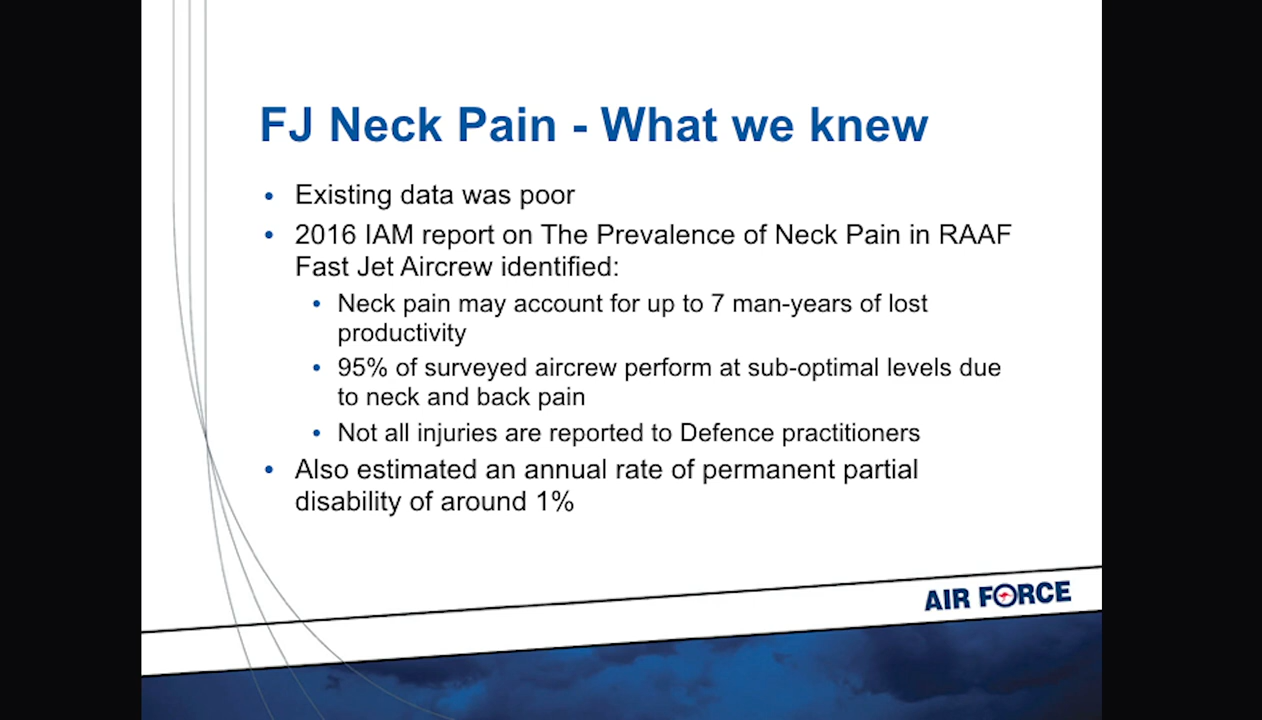 FJ Neck Pain - What we knew
• Existing data was poor
• 2016 IAM report on The Prevalence of Neck Pain in RAAF
Fast Jet Aircrew identified:
• Neck pain may account for up to 7 man-years of lost
productivity
• 95% of surveyed aircrew perform at sub-optimal levels due
to neck and back pain
• Not all injuries are reported to Defence practitioners
• Also estimated an annual rate of permanent partial
disability of around 1%
AIR FORCE